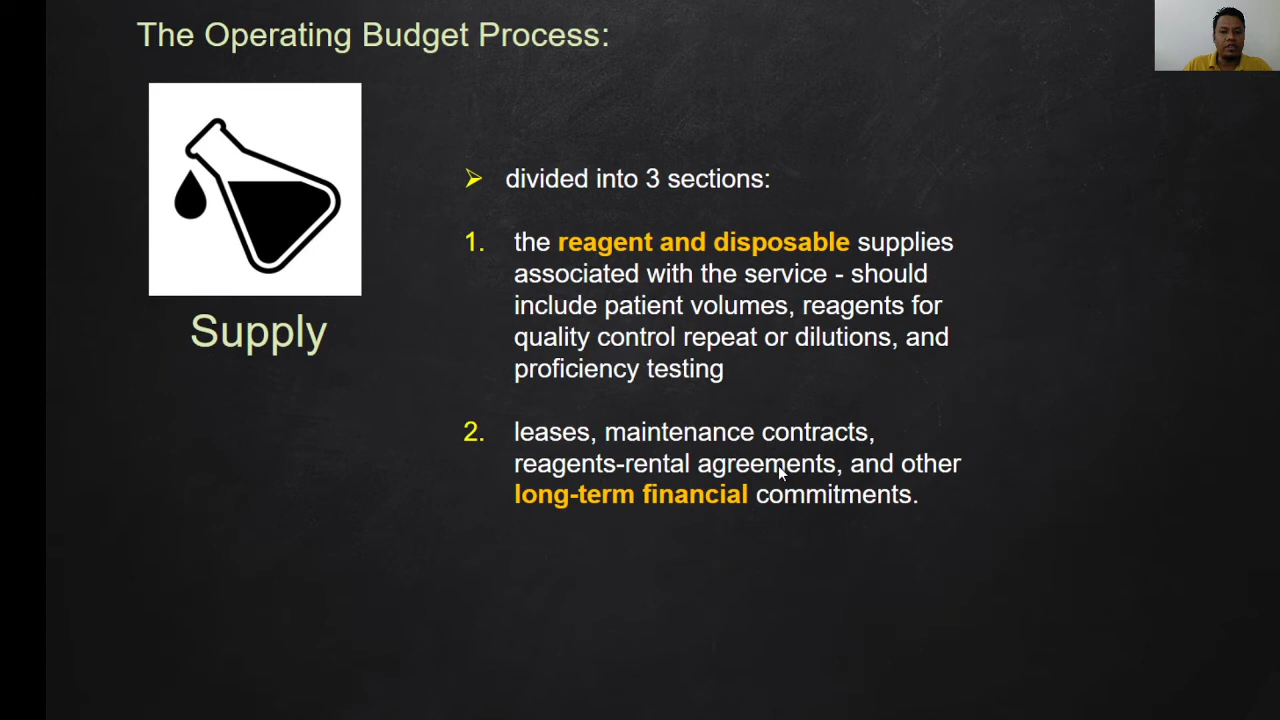 The Operating Budget Process:
Supply
➢ divided into 3 sections:
1. the reagent and disposable supplies
associated with the service - should
include patient volumes, reagents for
quality control repeat or dilutions, and
proficiency testing
2. leases, maintenance contracts,
reagents-rental agreements, and other
long-term financial commitments.